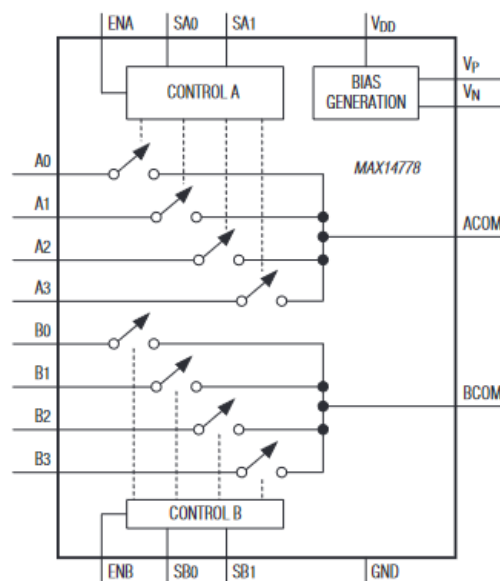 ENA SA0 SA1 VDD
CONTROL A
BIAS
GENERATION
VP
VN
MAX14778
A0
A1
A2
ACOM
A3
B0
B1
BCOM
B2
B3
CONTROL B
ENB SB0 SB1 GND